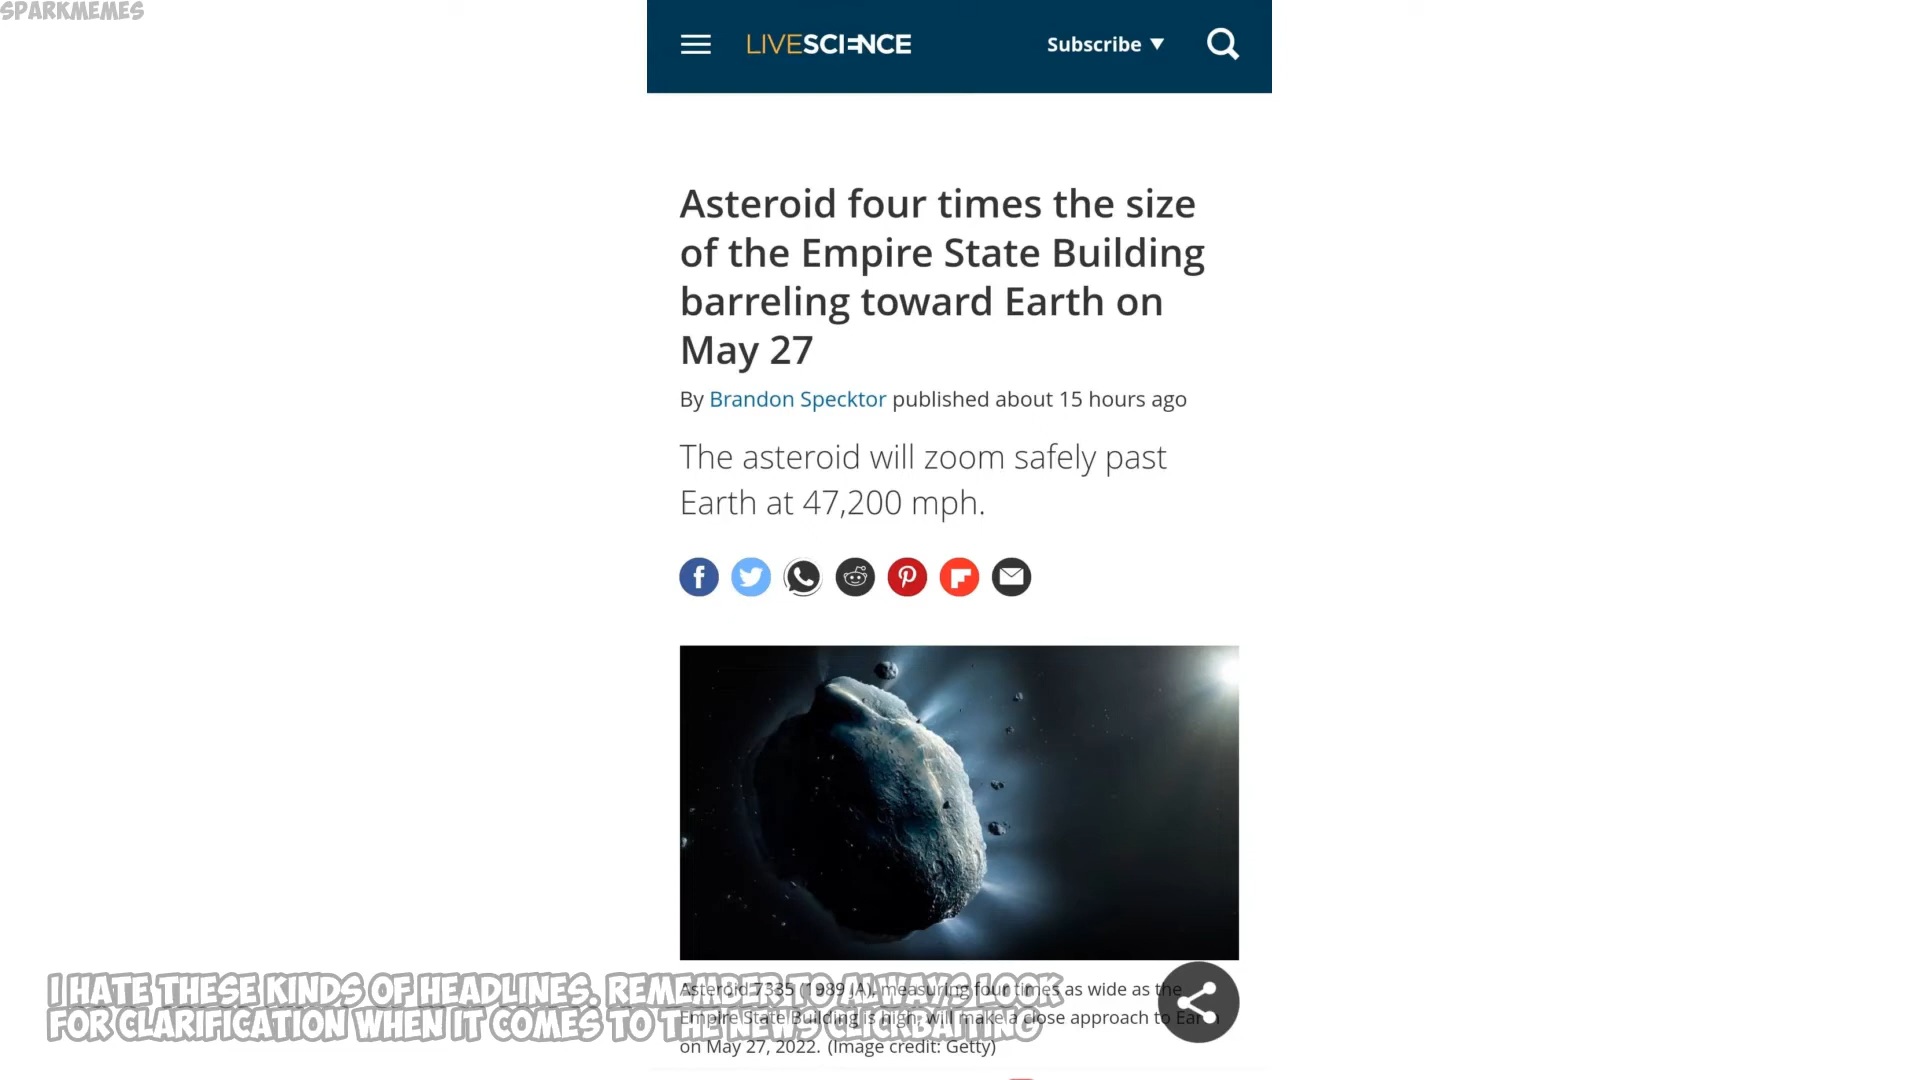 SPARKMEMES
LIVESCIENCE
Subscribe
Asteroid four times the size
of the Empire State Building
barreling toward Earth on
May 27
By Brandon Specktor published about 15 hours ago
The asteroid will zoom safely past
Earth at 47,200 mph.
Asteroid 7335 (1989 JA), measuring four times as wide as the
Empire State Building is high, will make a close approach to Earth
on May 27, 2022. (Image credit: Getty)
I HATE THESE KINDS OF HEADLINES. REMEMBER TO ALWAYS LOOK
FOR CLARIFICATION WHEN IT COMES TO THE NEWS CLICKBAITING